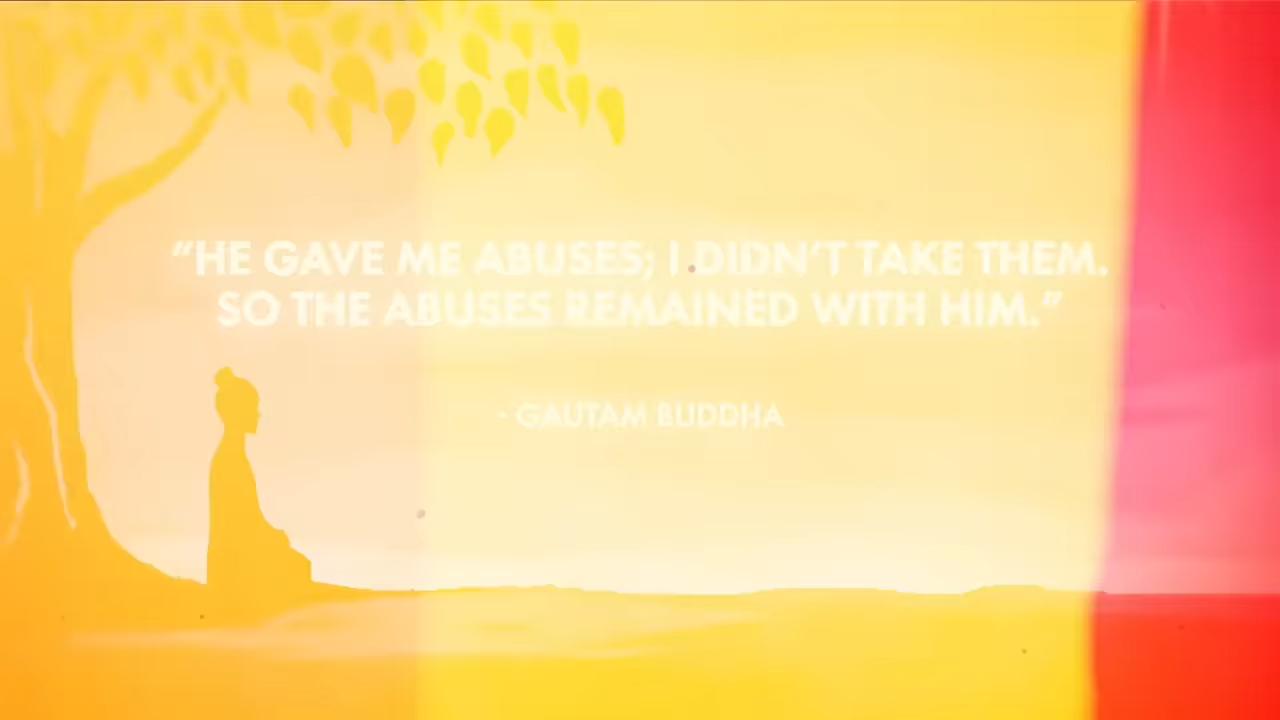 “HE GAVE ME ABUSES; I DIDN’T TAKE THEM.
SO THE ABUSES REMAINED WITH HIM.”
- GAUTAM BUDDHA